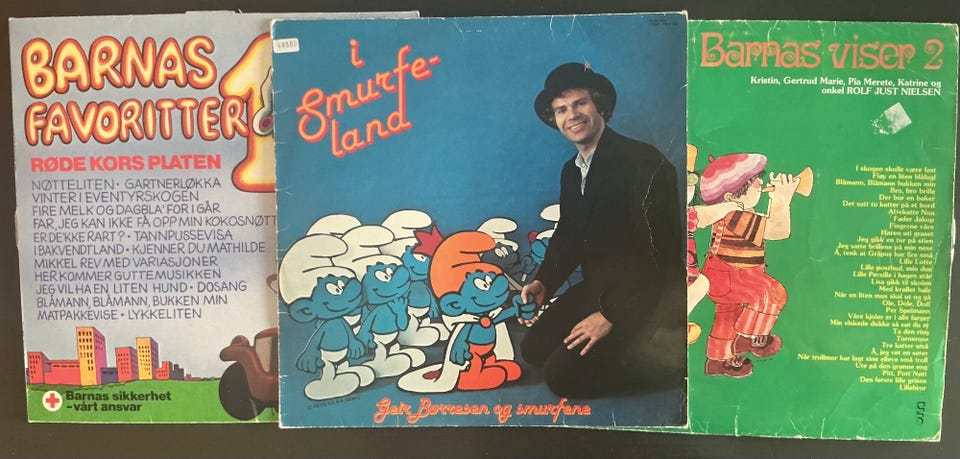 BARNAS
FAVORITTER 1
RØDE KORS PLATEN
NØTTELITEN • GARTNERLØKKA
VINTER I EVENTYRSKOGEN
FIRE MELK OG DAGBLA' FOR I GÅR
FAR, JEG KAN IKKE FÅ OPP MIN KOKOSNØTT
ER DEKKE RART? • TANNPUSSEVISA
I BAKVENDTLAND • KJENNER DU MATHILDE
MIKKEL REV MED VARIASJONER
HER KOMMER GUTTEMUSIKKEN
JEG VIL HA EN LITEN HUND • DOSANG
BLÅMANN, BLÅMANN, BUKKEN MIN
MATPAKKEVISE • LYKKELITEN
Barnas sikkerhet
-vårt ansvar
i
Smurfe-
land
Geir Børresen og smurfene
Barnas viser 2
Kristin, Gertrud Marie, Pia Merete, Katrine og
onkel ROLF JUST NIELSEN
I skogen skulle være fest
Fløy en liten blåfugl
Blåmann, Blåmann bukken min
Bro, bro brille
Der bor en baker
Det satt to katter på et bord
Attekatte Noa
Fader Jakop
Fingrene våre
Haren uti graset
Jeg gikk en tur på stien
Jeg satte brillene på min nese
Å, tenk at Gråpus har fire små
Lille Lotte
Lille postbud, min due
Lille Persille i hagen står
Lisa gikk til skolen
Med krøllet hale
Når en liten mus skal ut og gå
Ole, Dole, Doff
Per Spelmann
Våre kjoler er i alle farger
Min elskede dukke så søt du er
Ta den ring
Tornerose
Tre katter små
Å, jeg vet en seter
Når trollmor har lagt sine elleve små troll
Ute på den grønne eng
Pitt, Pott Nøtt
Den første lille grisen
Lillebror